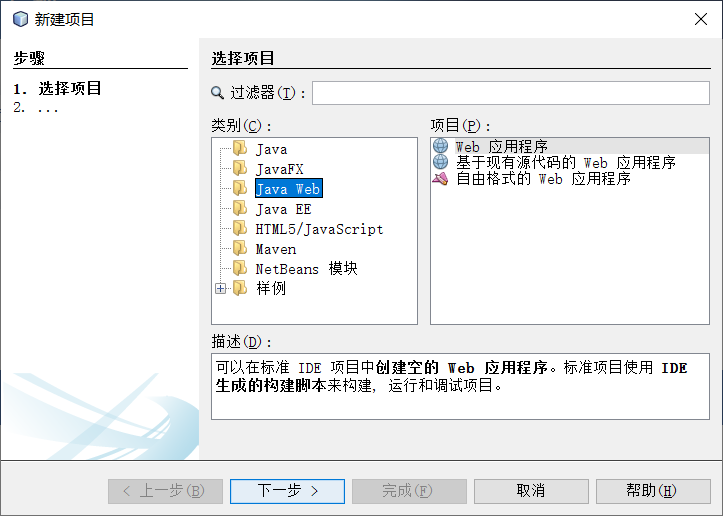 新建项目
步骤
1. 选择项目
2. ...
选择项目
过滤器(T):
类别(C):
Java
JavaFX
Java Web
Java EE
HTML5/JavaScript
Maven
NetBeans 模块
样例
项目(P):
Web 应用程序
基于现有源代码的 Web 应用程序
自由格式的 Web 应用程序
描述(D):
可以在标准 IDE 项目中创建空的 Web 应用程序。标准项目使用 IDE
生成的构建脚本来构建, 运行和调试项目。
< 上一步(B)
下一步 >
完成(F)
取消
帮助(H)